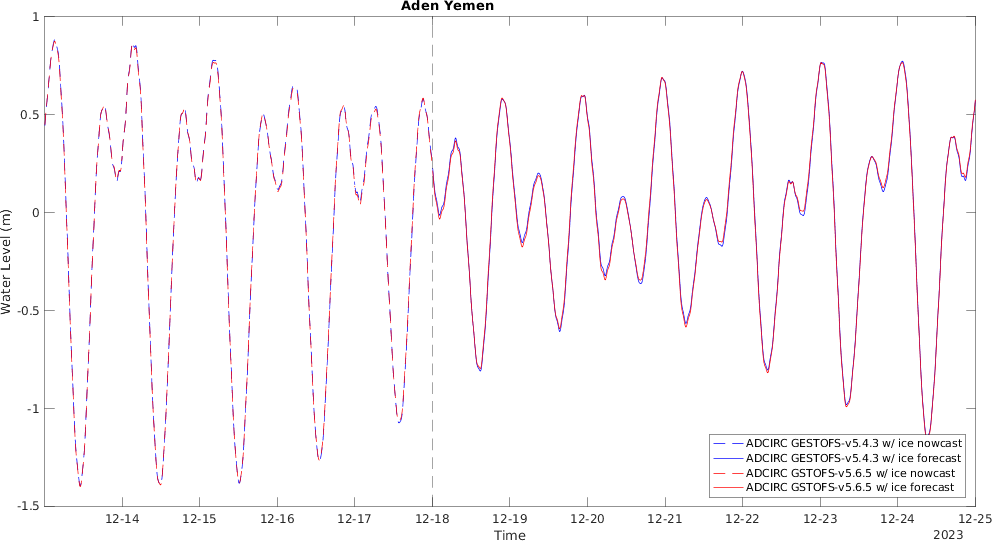 Aden Yemen
1
0.5
0
-0.5
-1
-1.5
Water Level (m)
12-14 12-15 12-16 12-17 12-18 12-19 12-20 12-21 12-22 12-23 12-24 12-25
Time
2023
ADCIRC GESTOFS-v5.4.3 w/ ice nowcast
ADCIRC GESTOFS-v5.4.3 w/ ice forecast
ADCIRC GSTOFS-v5.6.5 w/ ice nowcast
ADCIRC GSTOFS-v5.6.5 w/ ice forecast